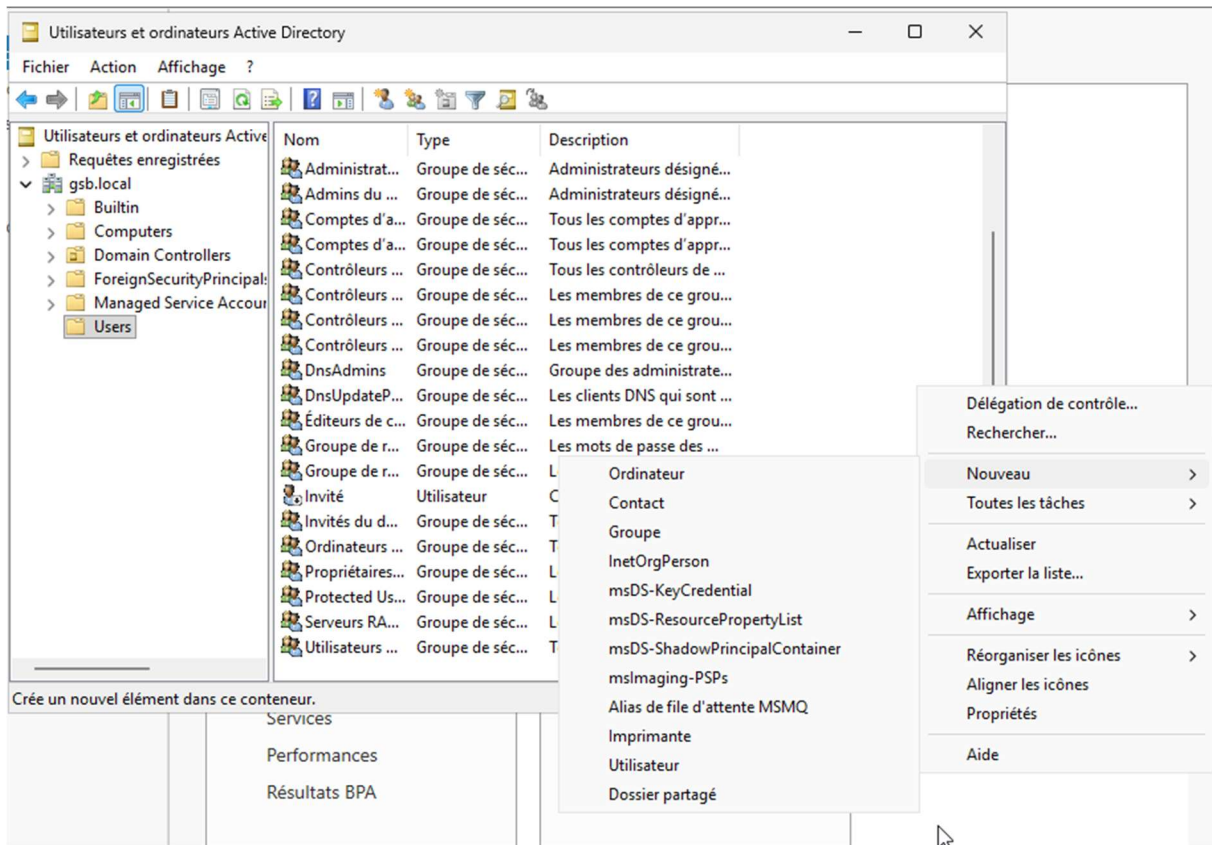 Utilisateurs et ordinateurs Active Directory
Fichier Action Affichage ?
Utilisateurs et ordinateurs Active
Requêtes enregistrées
gsb.local
Builtin
Computers
Domain Controllers
ForeignSecurityPrincipal
Managed Service Accour
Users
Nom Type Description
Administrat... Groupe de séc... Administrateurs désigné...
Admins du ... Groupe de séc... Administrateurs désigné...
Comptes d'a... Groupe de séc... Tous les comptes d'appr...
Comptes d'a... Groupe de séc... Tous les comptes d'appr...
Contrôleurs ... Groupe de séc... Tous les contrôleurs de ...
Contrôleurs ... Groupe de séc... Les membres de ce grou...
Contrôleurs ... Groupe de séc... Les membres de ce grou...
Contrôleurs ... Groupe de séc... Les membres de ce grou...
DnsAdmins Groupe de séc... Groupe des administrate...
DnsUpdateP... Groupe de séc... Les clients DNS qui sont ...
Éditeurs de c... Groupe de séc... Les membres de ce grou...
Groupe de r... Groupe de séc... Les mots de passe des ...
Groupe de r... Groupe de séc... L
Invité Utilisateur C
Invités du d... Groupe de séc... T
Ordinateurs ... Groupe de séc... T
Propriétaires... Groupe de séc... L
Protected Us... Groupe de séc... L
Serveurs RA... Groupe de séc... L
Utilisateurs ... Groupe de séc... T
Crée un nouvel élément dans ce conteneur.
Délégation de contrôle...
Rechercher...
Nouveau
Toutes les tâches
Actualiser
Exporter la liste...
Affichage
Réorganiser les icônes
Aligner les icônes
Propriétés
Aide
Ordinateur
Contact
Groupe
InetOrgPerson
msDS-KeyCredential
msDS-ResourcePropertyList
msDS-ShadowPrincipalContainer
msImaging-PSPs
Alias de file d'attente MSMQ
Imprimante
Utilisateur
Dossier partagé
Services
Performances
Résultats BPA